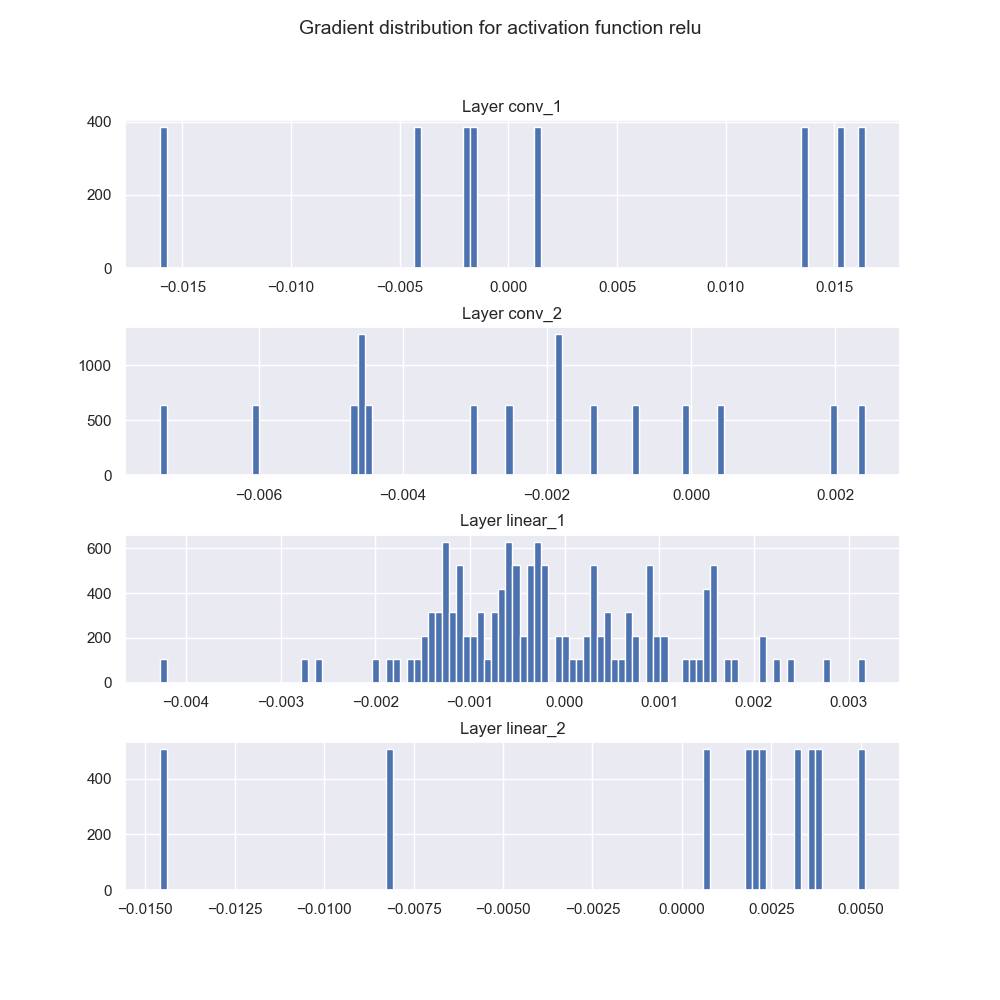 Gradient distribution for activation function relu
Layer conv_1
400
200
0
−0.015 −0.010 −0.005 0.000 0.005 0.010 0.015
Layer conv_2
1000
500
0
−0.006 −0.004 −0.002 0.000 0.002
Layer linear_1
600
400
200
0
−0.004 −0.003 −0.002 −0.001 0.000 0.001 0.002 0.003
Layer linear_2
400
200
0
−0.0150 −0.0125 −0.0100 −0.0075 −0.0050 −0.0025 0.0000 0.0025 0.0050